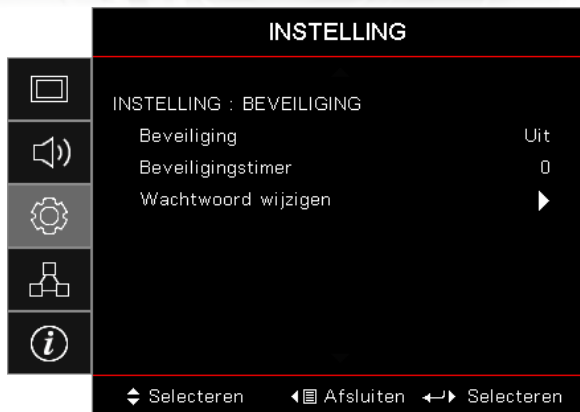 INSTELLING
INSTELLING : BEVEILIGING
Beveiliging Uit
Beveiligingstimer 0
Wachtwoord wijzigen
Selecteren Afsluiten Selecteren